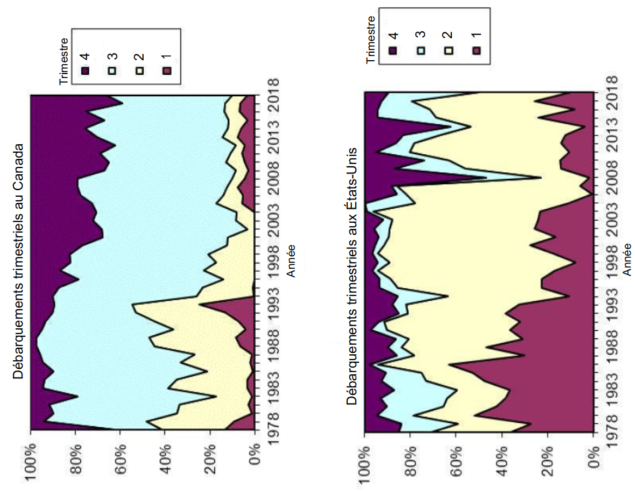 Débarquements trimestriels au Canada
Trimestre
4
3
2
1
100%
80%
60%
40%
20%
0%
1978 1983 1988 1993 1998 2003 2008 2013 2018
Année
Débarquements trimestriels aux États-Unis
Trimestre
4
3
2
1
100%
80%
60%
40%
20%
0%
1978 1983 1988 1993 1998 2003 2008 2013 2018
Année